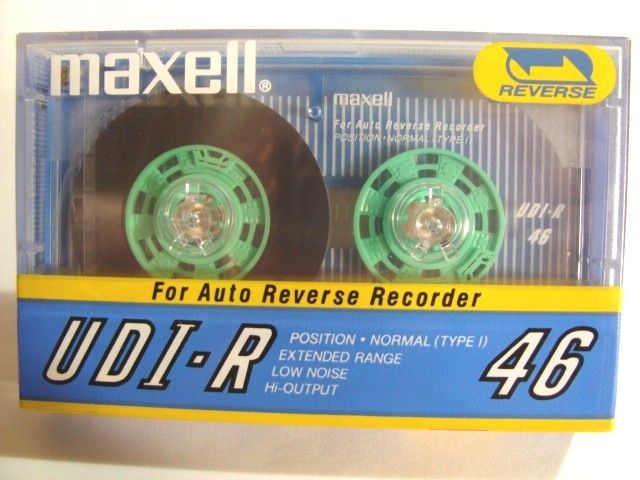 maxell®
REVERSE
maxell
For Auto Reverse Recorder
POSITION • NORMAL (TYPE I)
UDI-R
46
For Auto Reverse Recorder
UDI-R
POSITION • NORMAL (TYPE I)
EXTENDED RANGE
LOW NOISE
Hi-OUTPUT
46